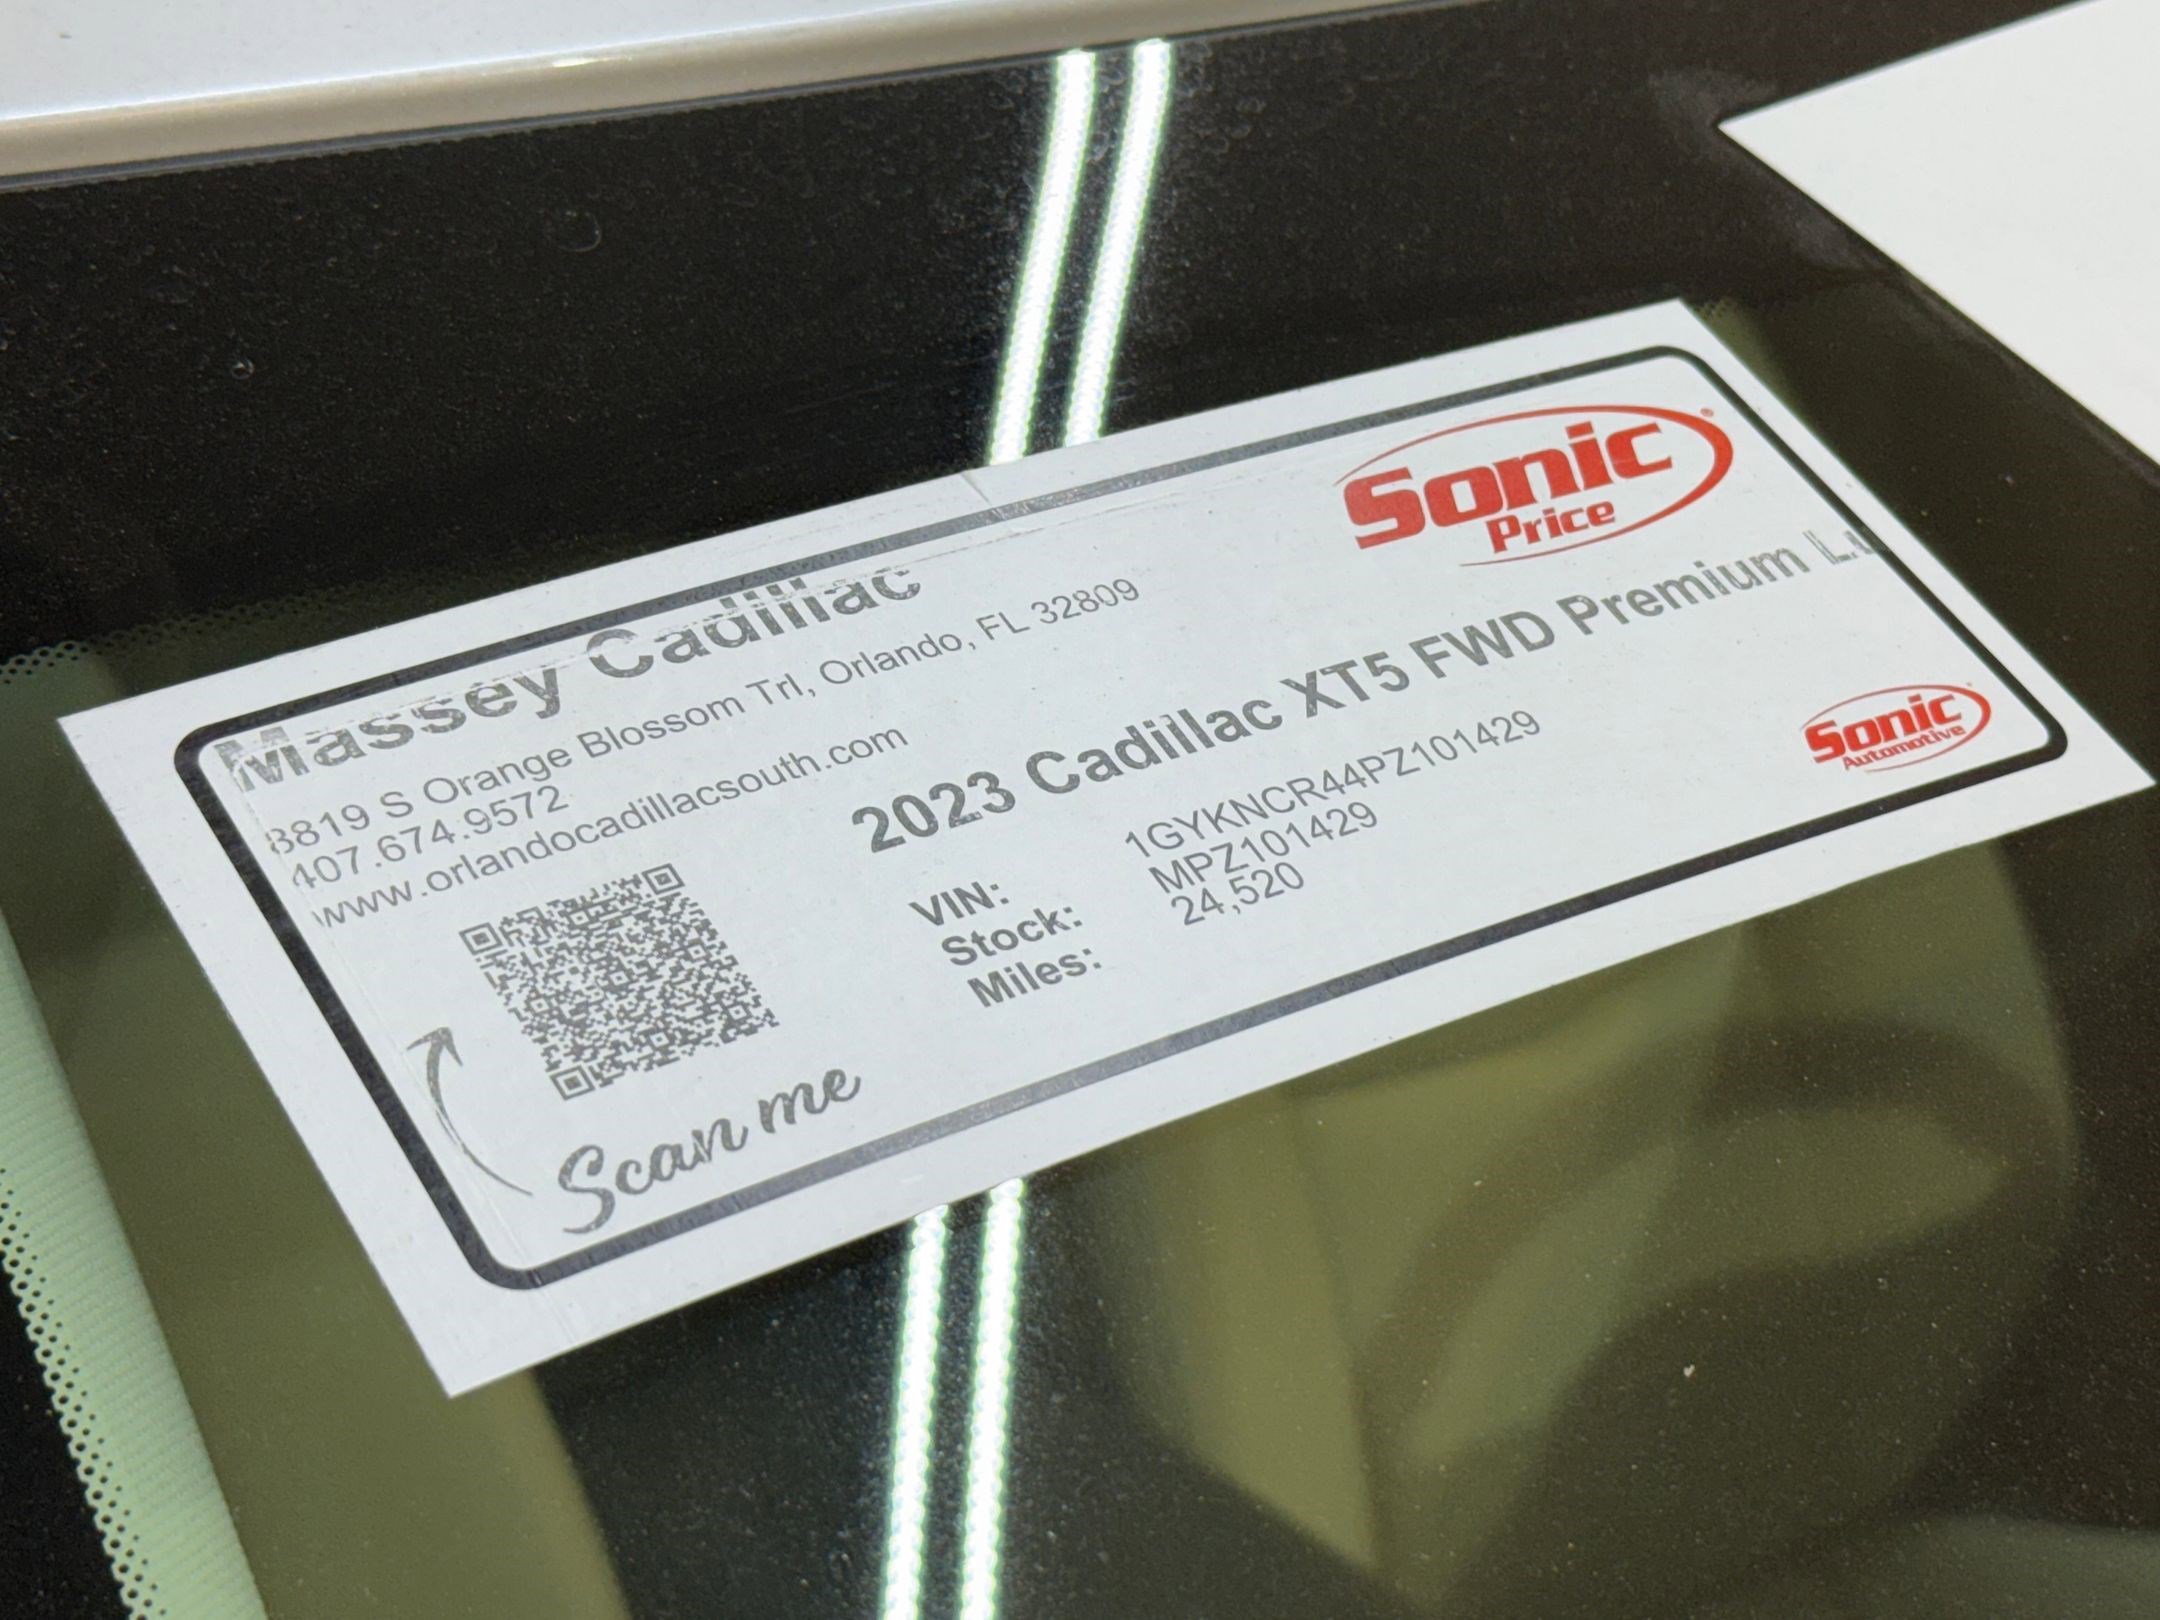 Sonic®
Price
Massey Cadillac
8819 S Orange Blossom Trl, Orlando, FL 32809
407.674.9572
www.orlandocadillacsouth.com
2023 Cadillac XT5 FWD Premium
VIN: 1GYKNCR44PZ101429
Stock: MPZ101429
Miles: 24,520
Scan me
Sonic
Automotive